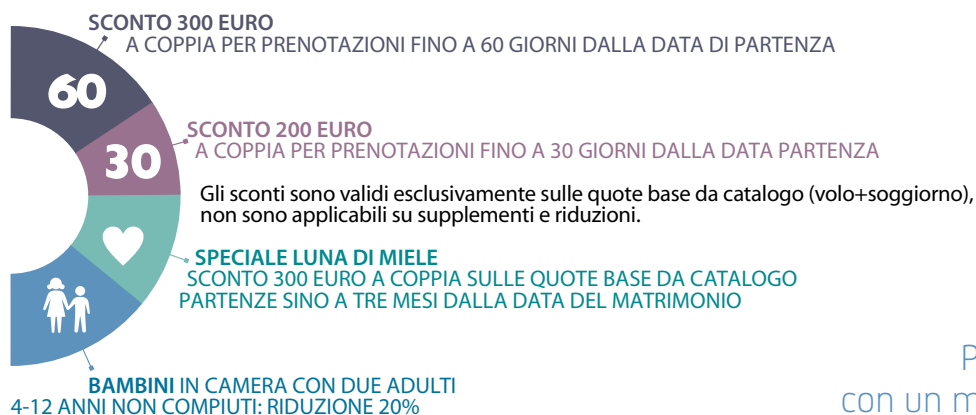 SCONTO 300 EURO
A COPPIA PER PRENOTAZIONI FINO A 60 GIORNI DALLA DATA DI PARTENZA
60
SCONTO 200 EURO
A COPPIA PER PRENOTAZIONI FINO A 30 GIORNI DALLA DATA PARTENZA
30
Gli sconti sono validi esclusivamente sulle quote base da catalogo (volo+soggiorno),
non sono applicabili su supplementi e riduzioni.
SPECIALE LUNA DI MIELE
SCONTO 300 EURO A COPPIA SULLE QUOTE BASE DA CATALOGO
PARTENZE SINO A TRE MESI DALLA DATA DEL MATRIMONIO
BAMBINI IN CAMERA CON DUE ADULTI
4-12 ANNI NON COMPIUTI: RIDUZIONE 20%
con un